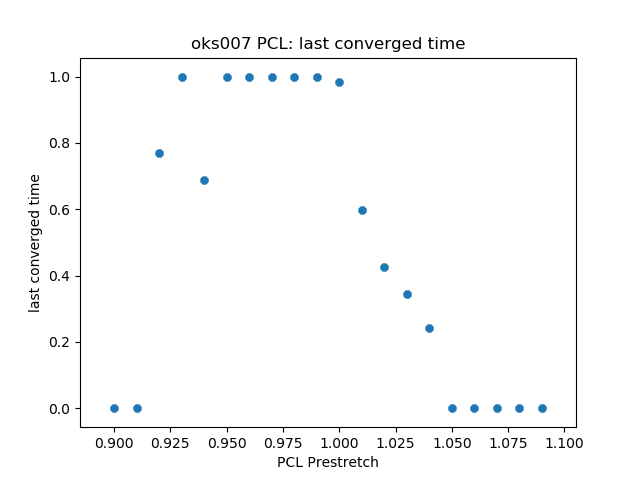 oks007 PCL: last converged time
1.0
0.8
0.6
0.4
0.2
0.0
last converged time
0.900 0.925 0.950 0.975 1.000 1.025 1.050 1.075 1.100
PCL Prestretch